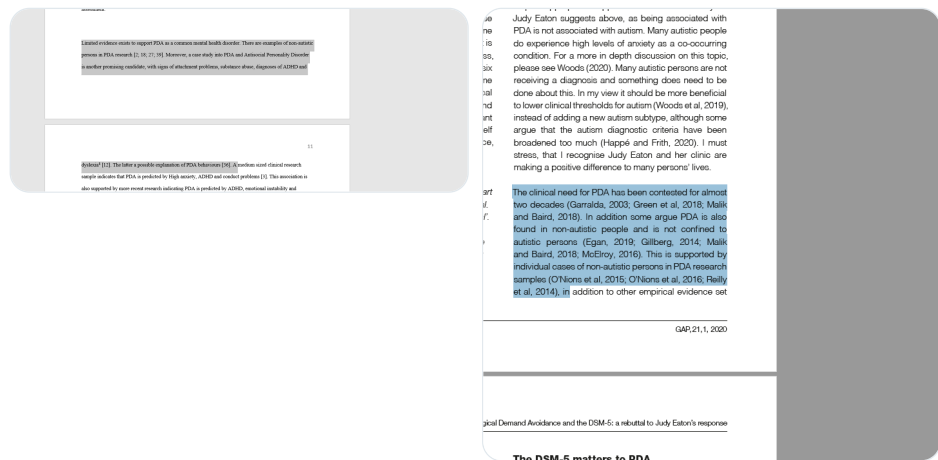 Limited evidence exists to support PDA as a common mental health disorder. There are examples of non-autistic
persons in PDA research [2; 18; 27; 19]. Moreover, a case study into PDA and Antisocial Personality Disorder
is another promising candidate, with signs of attachment problems, substance abuse, diagnoses of ADHD and
11
dyslexia [12]. The latter a possible explanation of PDA behaviours [36]. A medium sized clinical research
sample indicates that PDA is predicted by High anxiety, ADHD and conduct problems [3]. This association is
also supported by more recent research indicating PDA is predicted by ADHD, emotional instability and
Judy Eaton suggests above, as being associated with
PDA is not associated with autism. Many autistic people
do experience high levels of anxiety as a co-occurring
condition. For a more in depth discussion on this topic,
please see Woods (2020). Many autistic persons are not
receiving a diagnosis and something does need to be
done about this. In my view it should be more beneficial
to lower clinical thresholds for autism (Woods et al, 2019),
instead of adding a new autism subtype, although some
argue that the autism diagnostic criteria have been
broadened too much (Happé and Frith, 2020). I must
stress, that I recognise Judy Eaton and her clinic are
making a positive difference to many persons' lives.
The clinical need for PDA has been contested for almost
two decades (Garralda, 2003; Green et al, 2018; Malik
and Baird, 2018). In addition some argue PDA is also
found in non-autistic people and is not confined to
autistic persons (Egan, 2019; Gillberg, 2014; Malik
and Baird, 2018; McElroy, 2016). This is supported by
individual cases of non-autistic persons in PDA research
samples (O'Nions et al, 2015; O'Nions et al, 2016; Reilly
et al, 2014), in addition to other empirical evidence set
GAP,21,1, 2020
gical Demand Avoidance and the DSM-5: a rebuttal to Judy Eaton's response
The DSM-5 matters to PDA